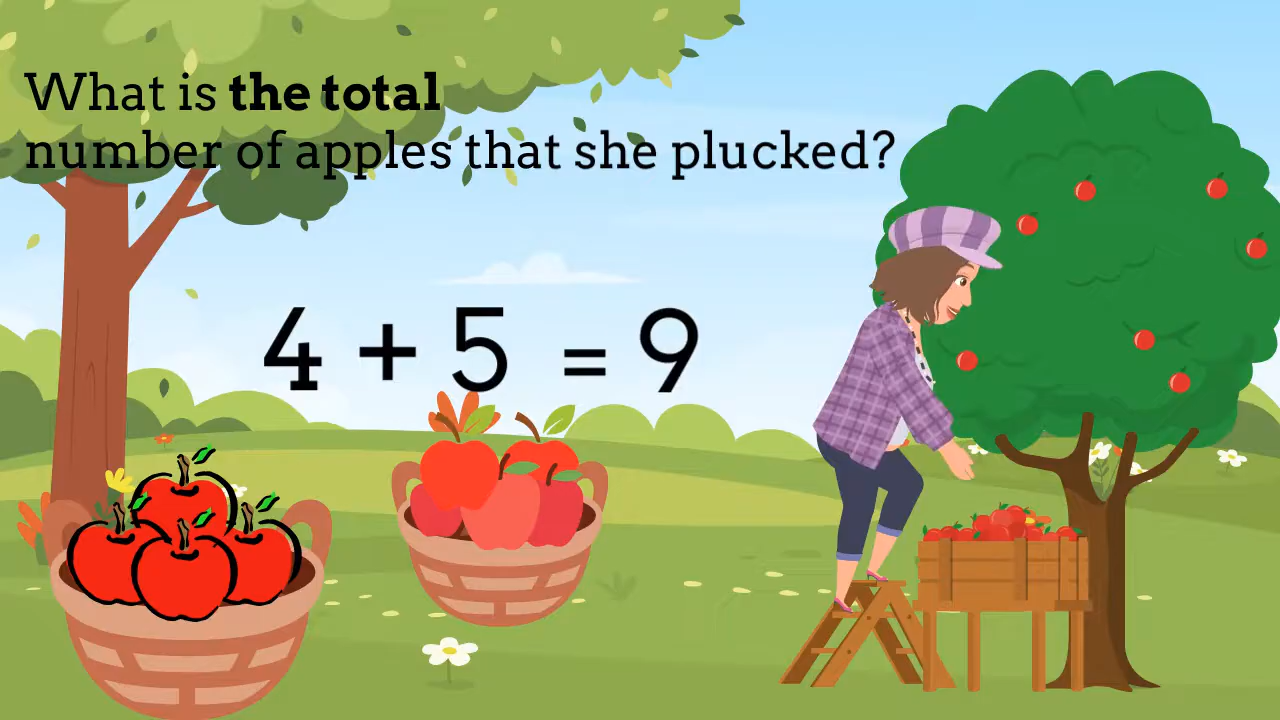 What is the total
number of apples that she plucked?
4 + 5 = 9